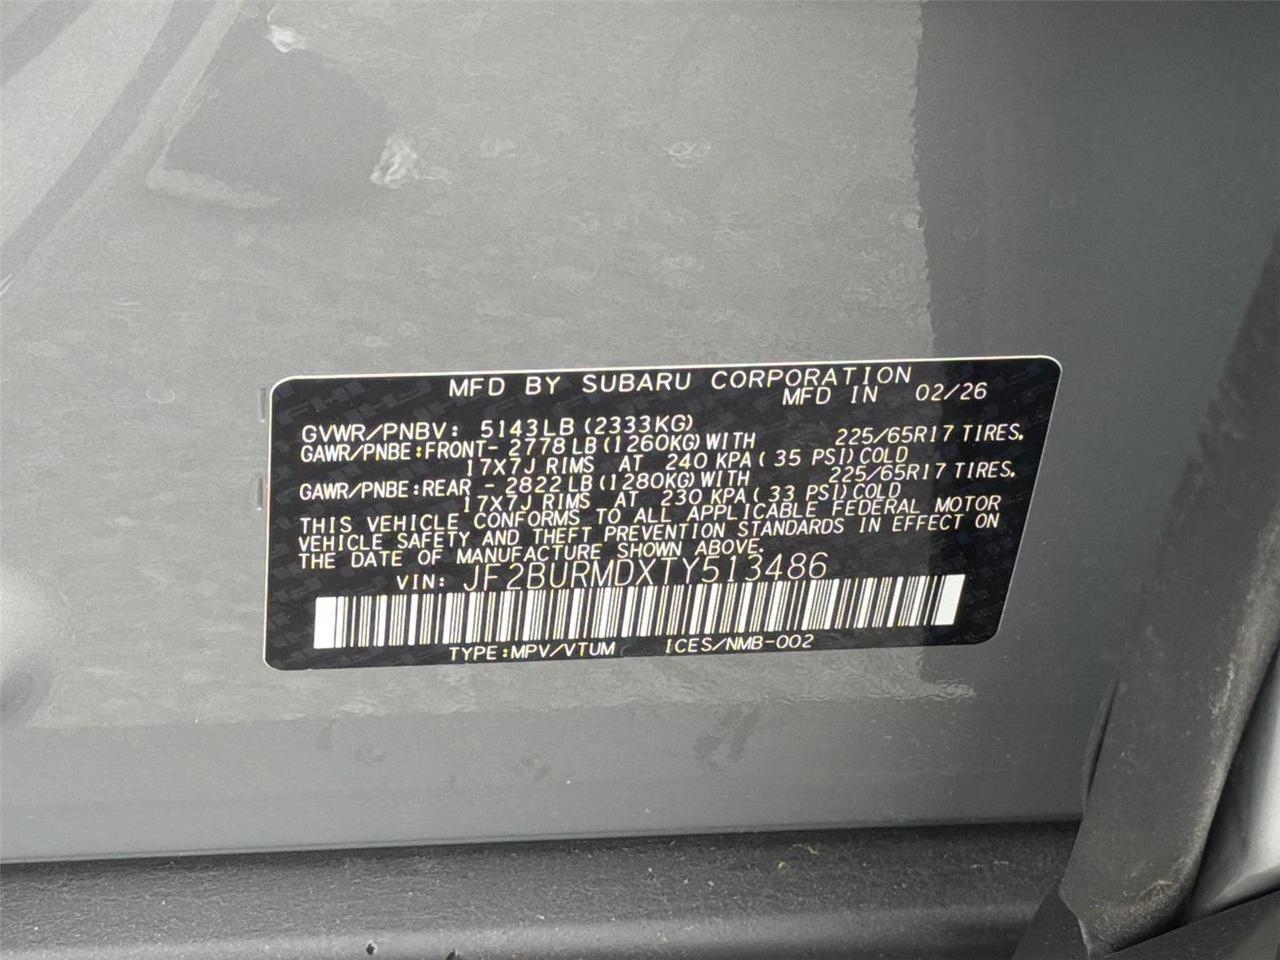 MFD BY SUBARU CORPORATION
MFD IN 02/26
GVWR/PNBV: 5143LB (2333KG)
GAWR/PNBE:FRONT- 2778LB(1260KG)WITH 225/65R17 TIRES.
17X7J RIMS AT 240 KPA( 35 PSI)COLD
GAWR/PNBE:REAR - 2822LB(1280KG)WITH 225/65R17 TIRES.
17X7J RIMS AT 230 KPA( 33 PSI)COLD
THIS VEHICLE CONFORMS TO ALL APPLICABLE FEDERAL MOTOR
VEHICLE SAFETY AND THEFT PREVENTION STANDARDS IN EFFECT ON
THE DATE OF MANUFACTURE SHOWN ABOVE.
VIN: JF2BURMDXTY513486
TYPE:MPV/VTUM ICES/NMB-002